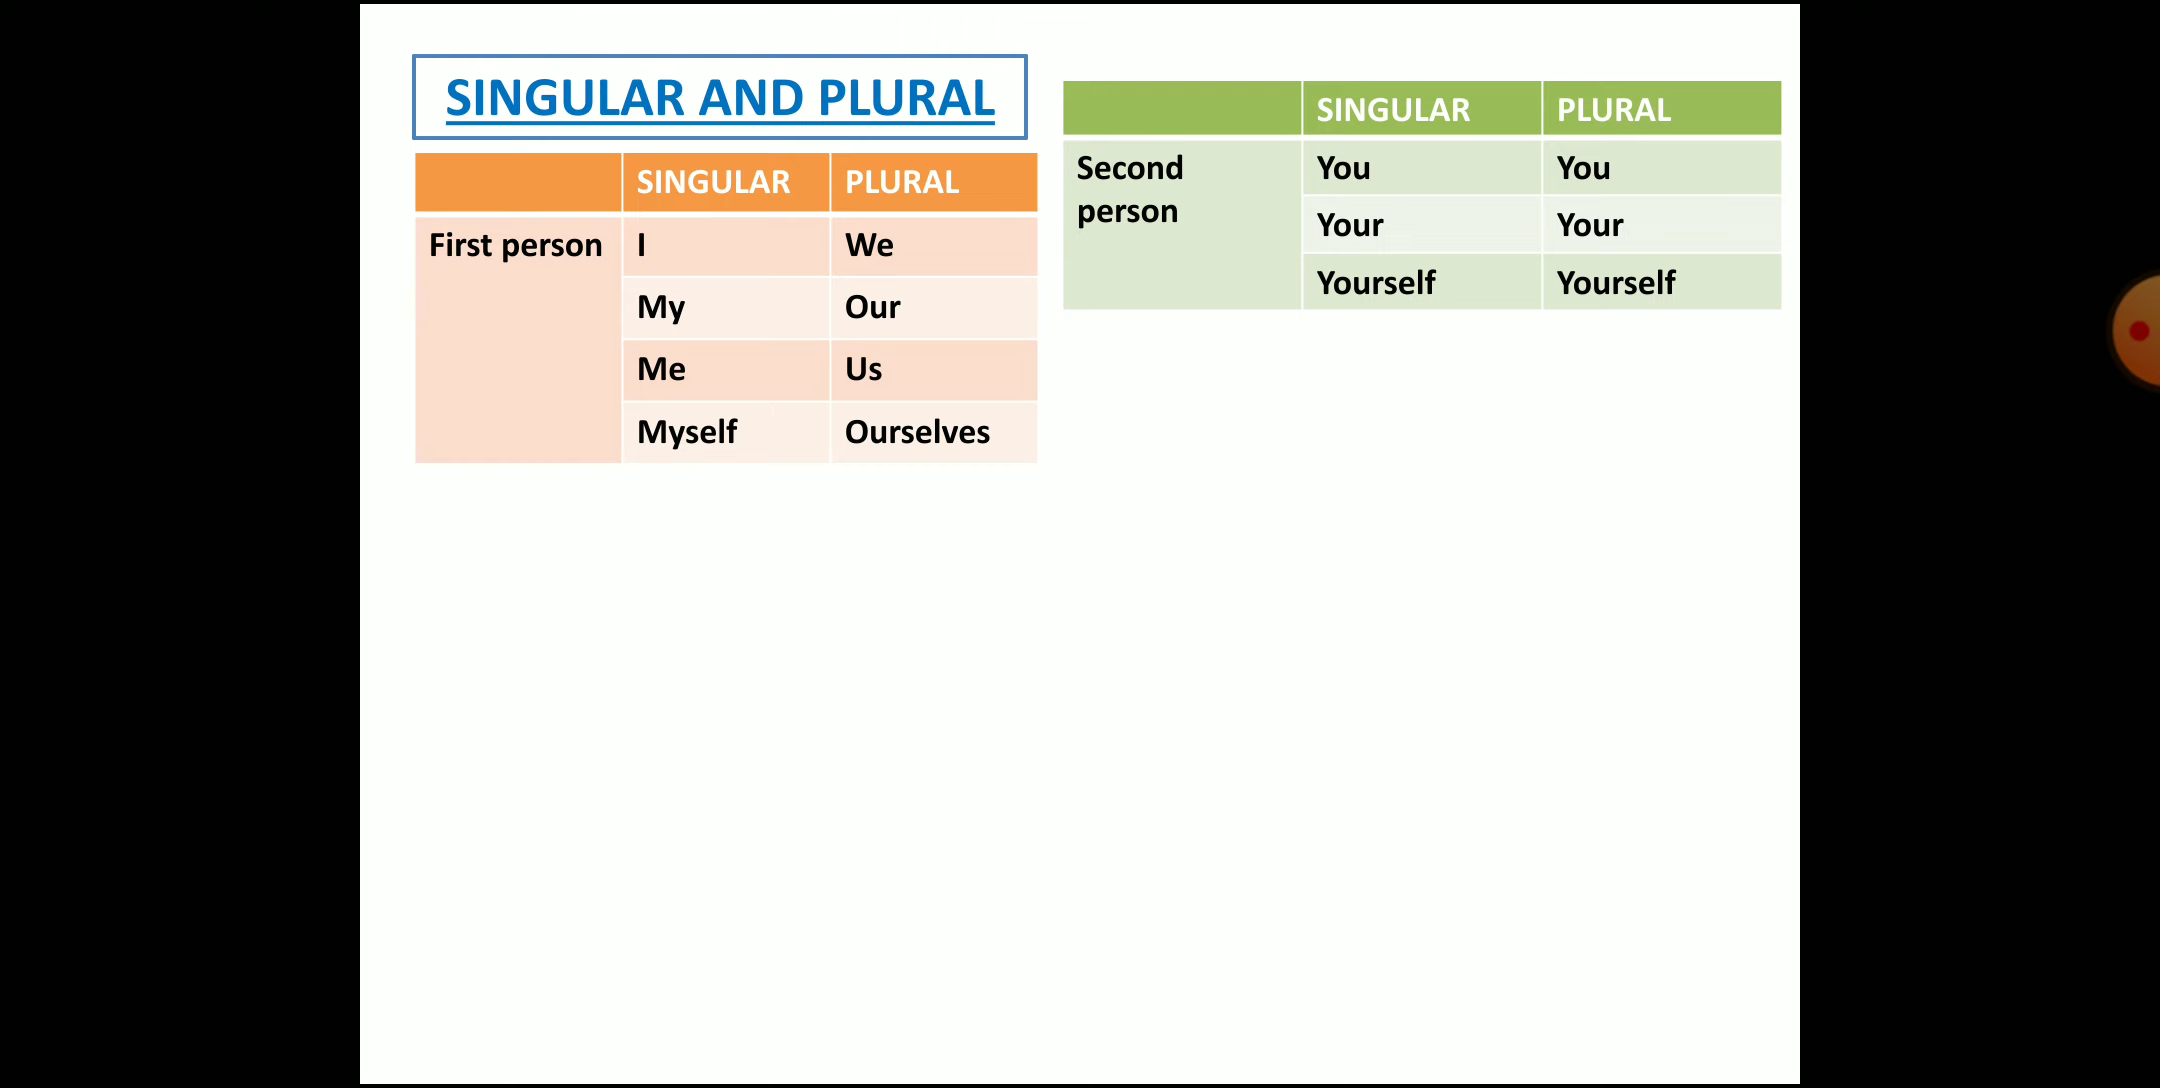 SINGULAR AND PLURAL
SINGULAR PLURAL
First person I We
My Our
Me Us
Myself Ourselves
SINGULAR PLURAL
Second person You You
Your Your
Yourself Yourself